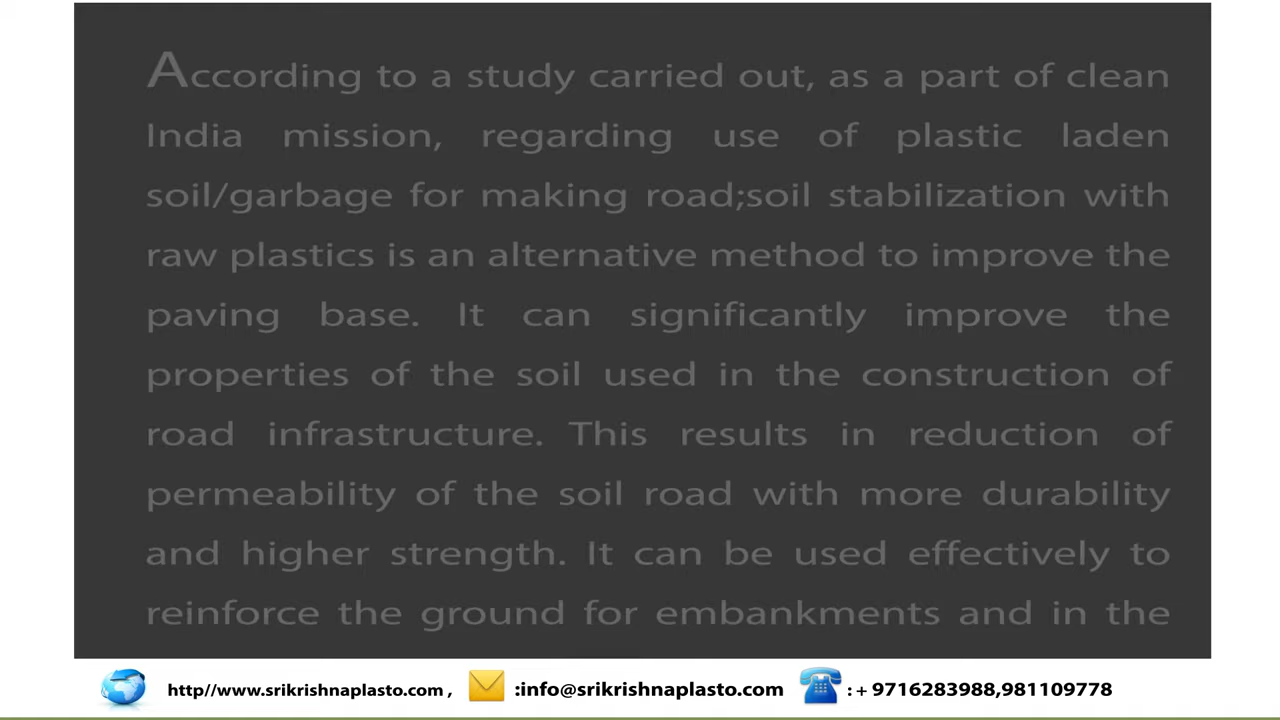 According to a study carried out, as a part of clean
India mission, regarding use of plastic laden
soil/garbage for making road;soil stabilization with
raw plastics is an alternative method to improve the
paving base. It can significantly improve the
properties of the soil used in the construction of
road infrastructure. This results in reduction of
permeability of the soil road with more durability
and higher strength. It can be used effectively to
reinforce the ground for embankments and in the
http//www.srikrishnaplasto.com , :info@srikrishnaplasto.com : + 9716283988,981109778